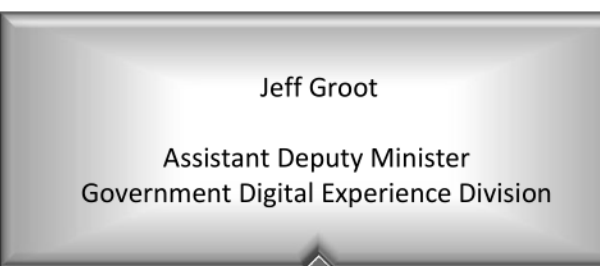 Jeff Groot
Assistant Deputy Minister
Government Digital Experience Division